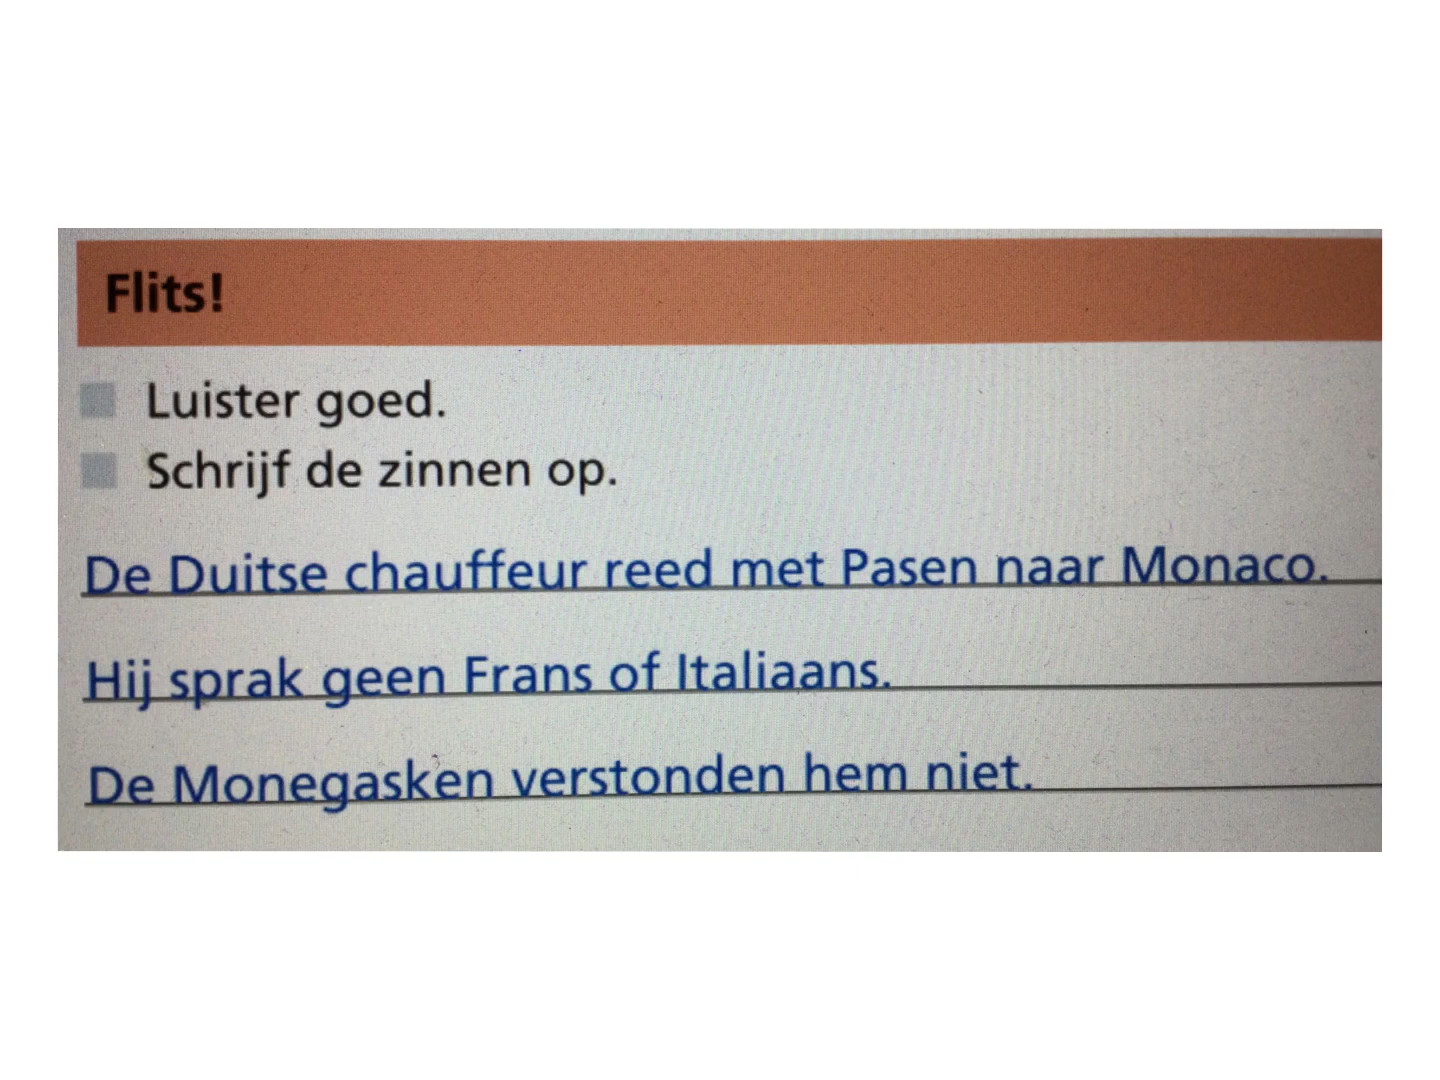 Flits!
Luister goed.
Schrijf de zinnen op.
De Duitse chauffeur reed met Pasen naar Monaco.
Hij sprak geen Frans of Italiaans.
De Monegasken verstonden hem niet.